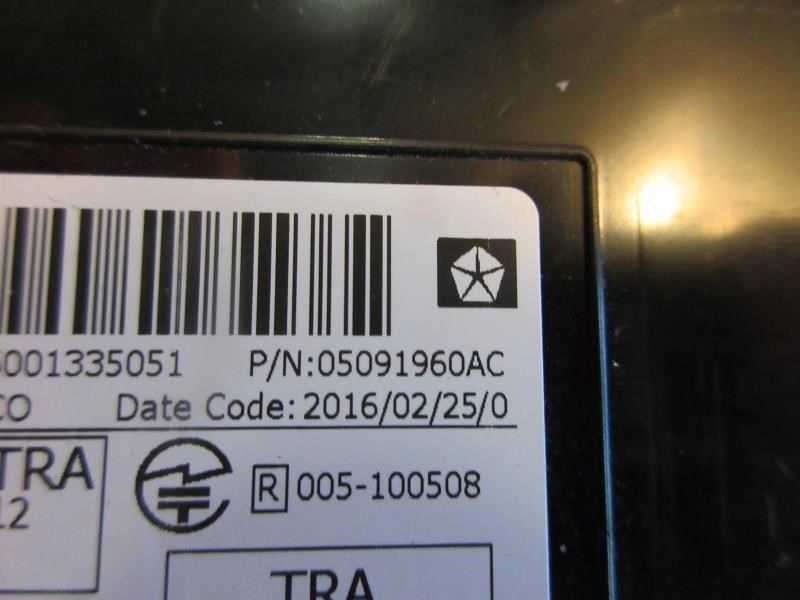 5001335051 P/N:05091960AC
CO Date Code: 2016/02/25/0
TRA
12
R 005-100508
TRA